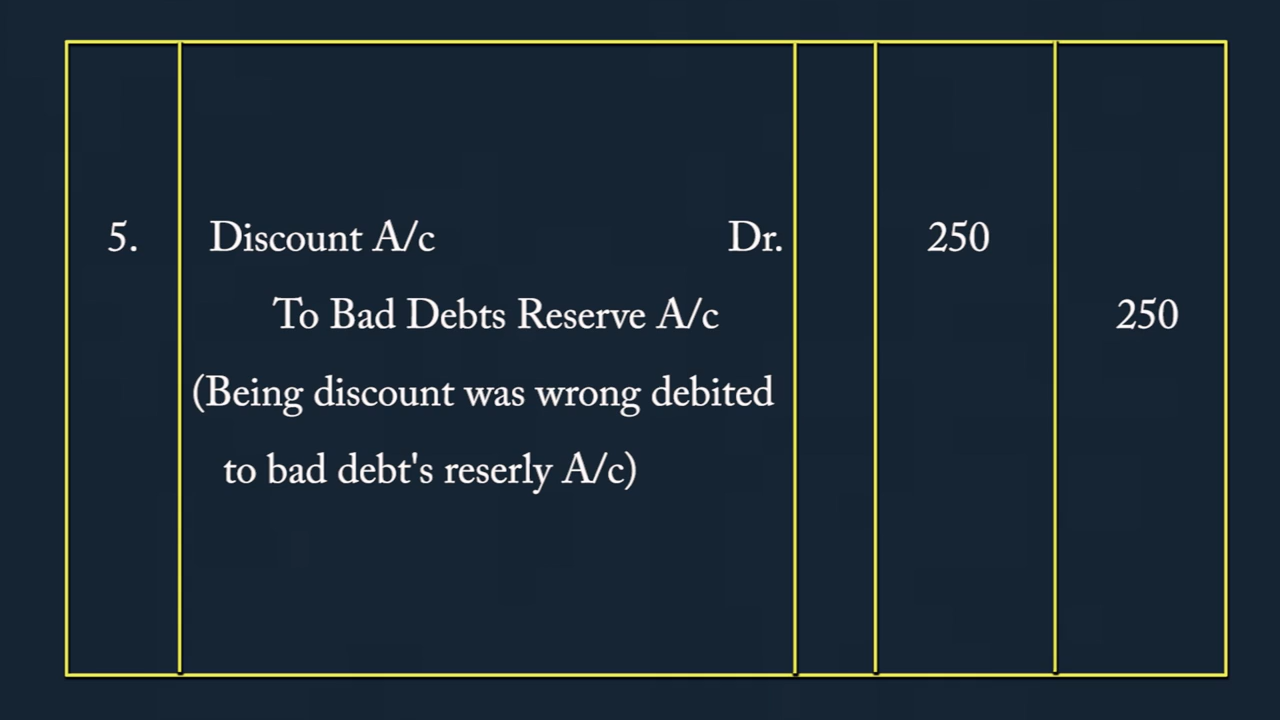 5. Discount A/c Dr. 250
To Bad Debts Reserve A/c 250
(Being discount was wrong debited
to bad debt's reserly A/c)